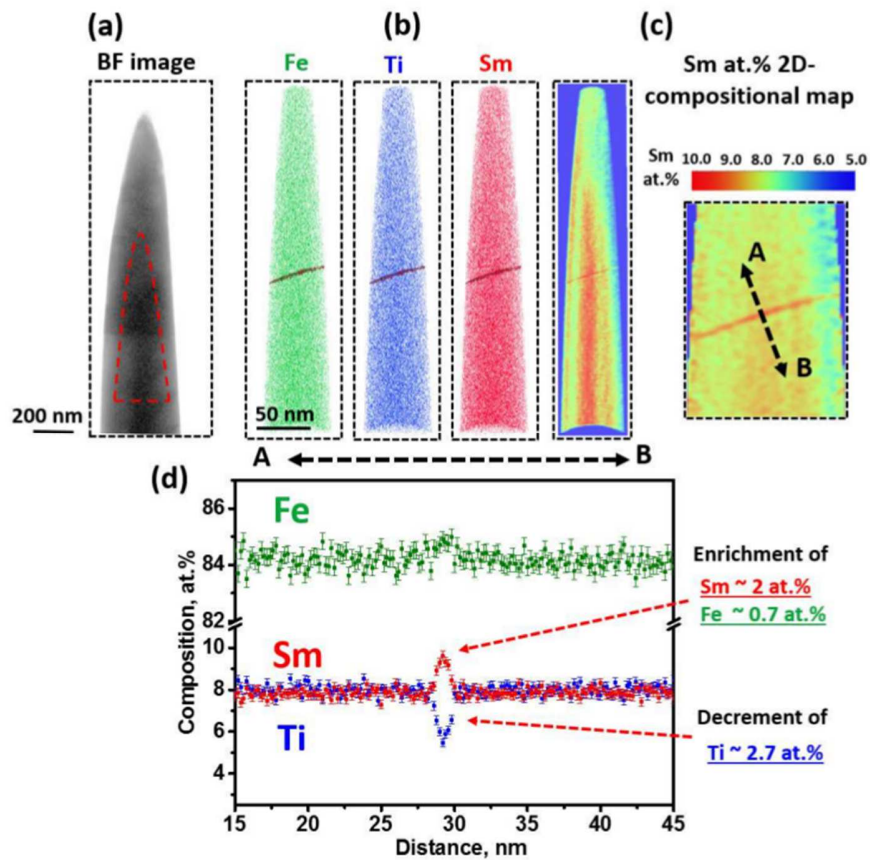 (a)
BF image
200 nm
(b)
Fe
Ti
Sm
50 nm
(c)
Sm at.% 2D-
compositional map
Sm
at.%
10.0 9.0 8.0 7.0 6.0 5.0
A
B
A
B
(d)
Fe
Sm
Ti
Composition, at.%
86
84
82
10
8
6
4
15 20 25 30 35 40 45
Distance, nm
Enrichment of
Sm ~ 2 at.%
Fe ~ 0.7 at.%
Decrement of
Ti ~ 2.7 at.%